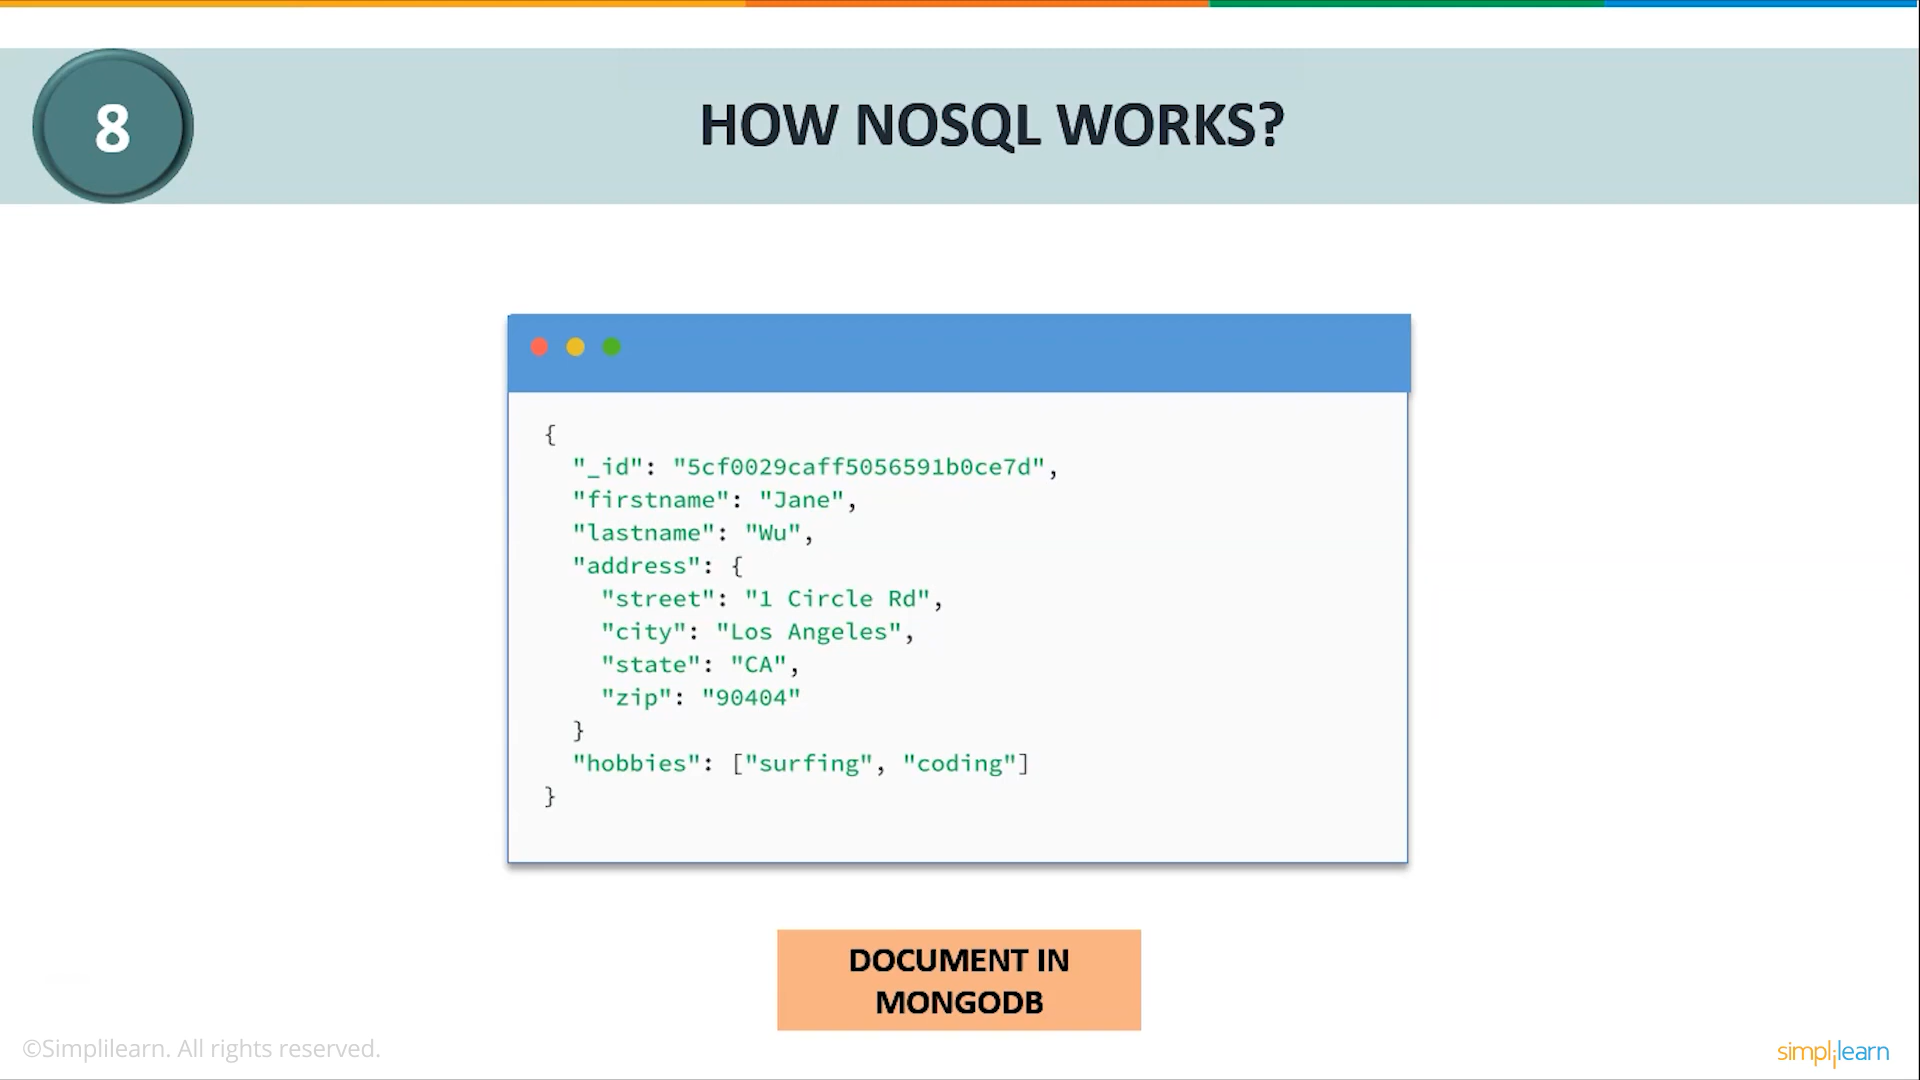 8
HOW NOSQL WORKS?
{
"_id": "5cf0029caff5056591b0ce7d",
"firstname": "Jane",
"lastname": "Wu",
"address": {
"street": "1 Circle Rd",
"city": "Los Angeles",
"state": "CA",
"zip": "90404"
}
"hobbies": ["surfing", "coding"]
}
DOCUMENT IN
MONGODB
©Simplilearn. All rights reserved.
simplilearn